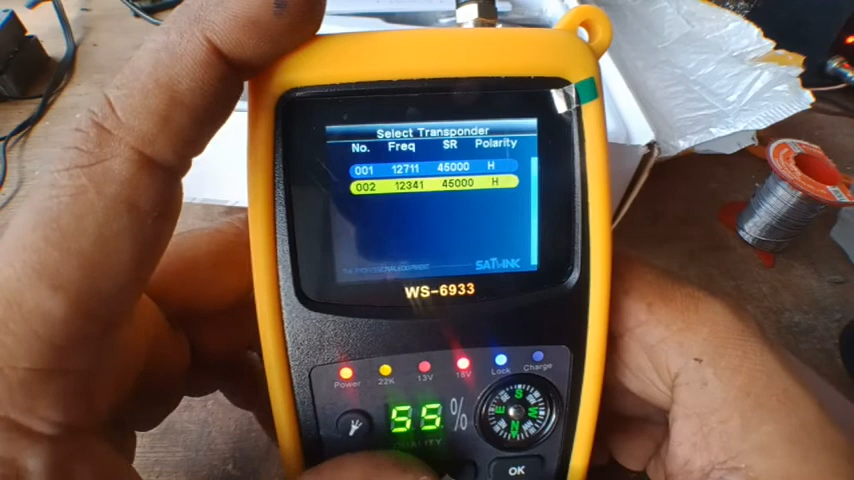 Select Transponder
No. Freq SR Polarity
001 12711 45000 H
002 12341 45000 H
SATLINK
WS-6933
Power 22K 13V 18V Lock Charge
55 %
QUALITY
S
E W
N
OK